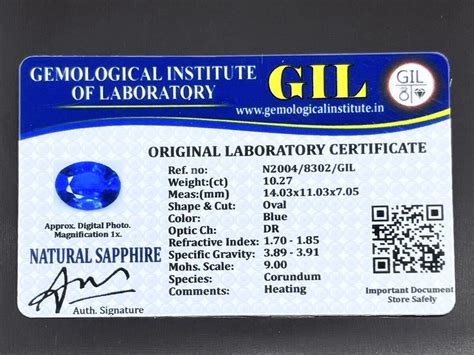 GEMOLOGICAL INSTITUTE
OF LABORATORY
GIL
www.gemologicalinstitute.in
GIL
ORIGINAL LABORATORY CERTIFICATE
Ref. no: N2004/8302/GIL
Weight:(ct) 10.27
Meas:(mm) 14.03x11.03x7.05
Shape & Cut: Oval
Color: Blue
Optic Ch: DR
Refractive Index: 1.70 - 1.85
Specific Gravity: 3.89 - 3.91
Mohs. Scale: 9.00
Species: Corundum
Comments: Heating
Approx. Digital Photo.
Magnification 1x.
NATURAL SAPPHIRE
Auth. Signature
Important Document
Store Safely